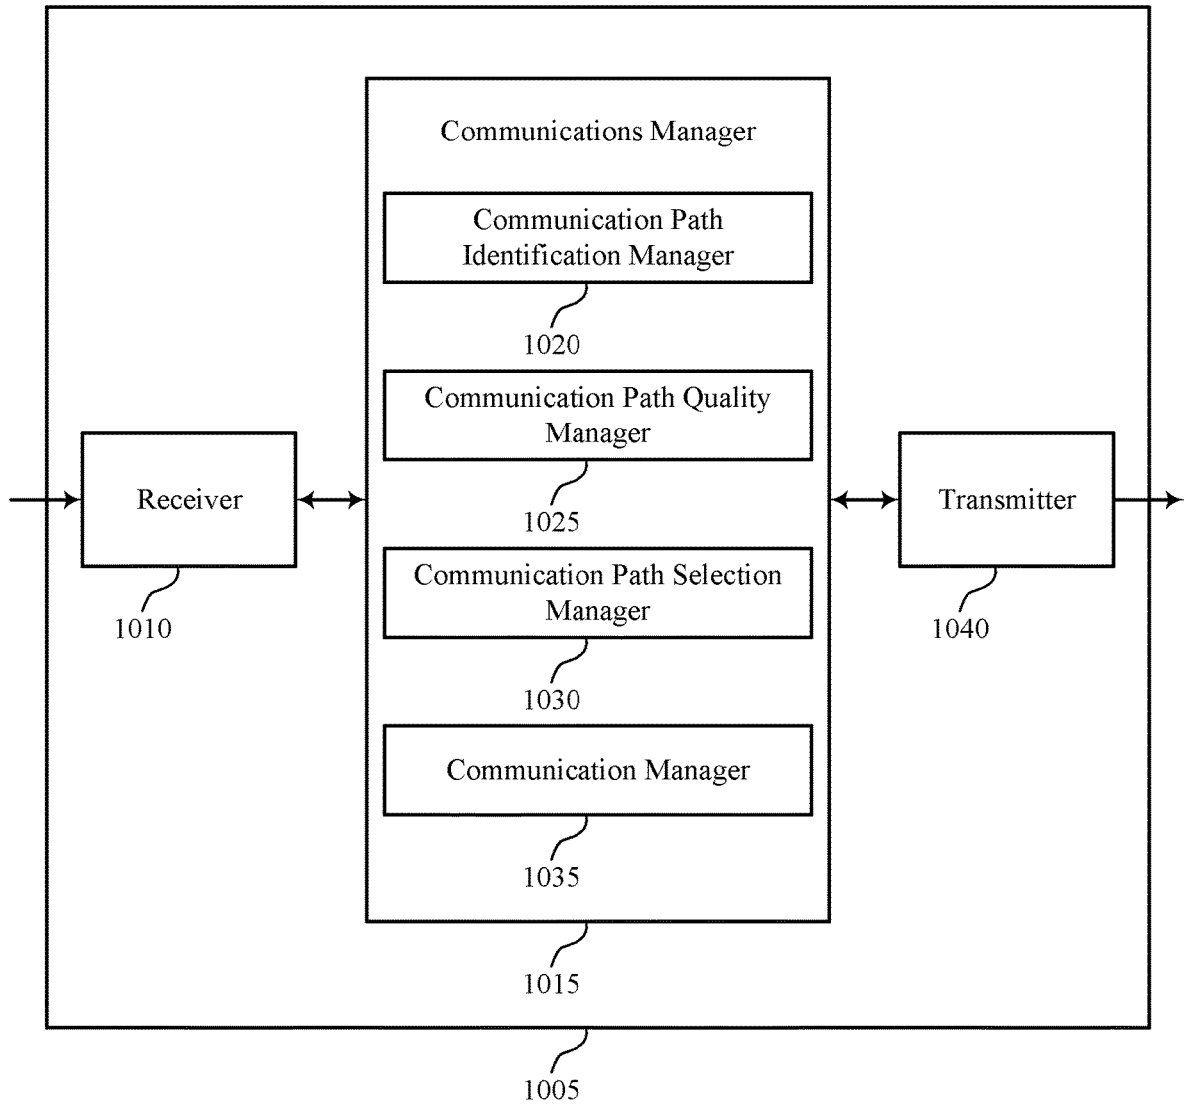 Communications Manager
Communication Path
Identification Manager
1020
Communication Path Quality
Manager
1025
Receiver
1010
Transmitter
1040
Communication Path Selection
Manager
1030
Communication Manager
1035
1015
1005